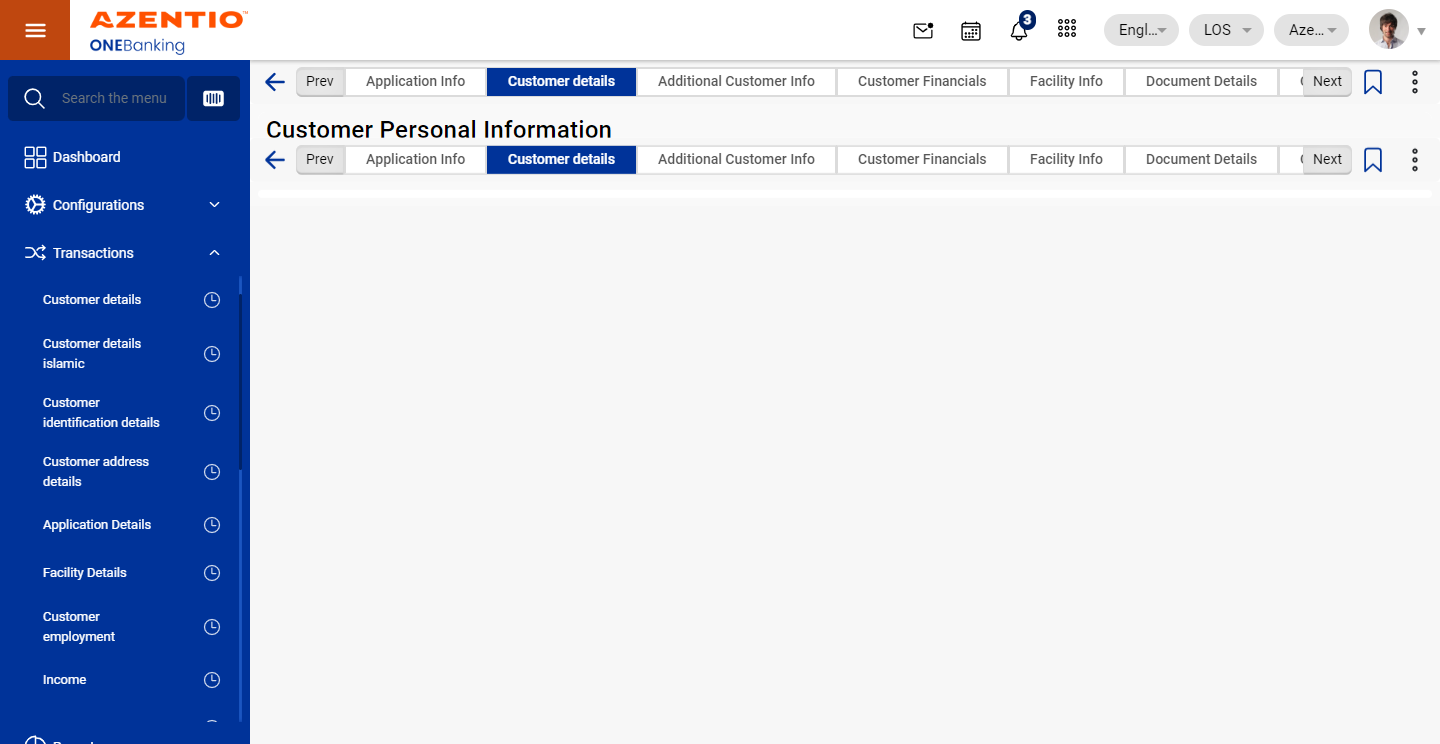 AZENTIO™
ONEBanking
3
Engl...
LOS
Aze...
Search the menu
Dashboard
Configurations
Transactions
Customer details
Customer details
islamic
Customer
identification details
Customer address
details
Application Details
Facility Details
Customer
employment
Income
Prev
Application Info
Customer details
Additional Customer Info
Customer Financials
Facility Info
Document Details
Next
Customer Personal Information
Prev
Application Info
Customer details
Additional Customer Info
Customer Financials
Facility Info
Document Details
Next